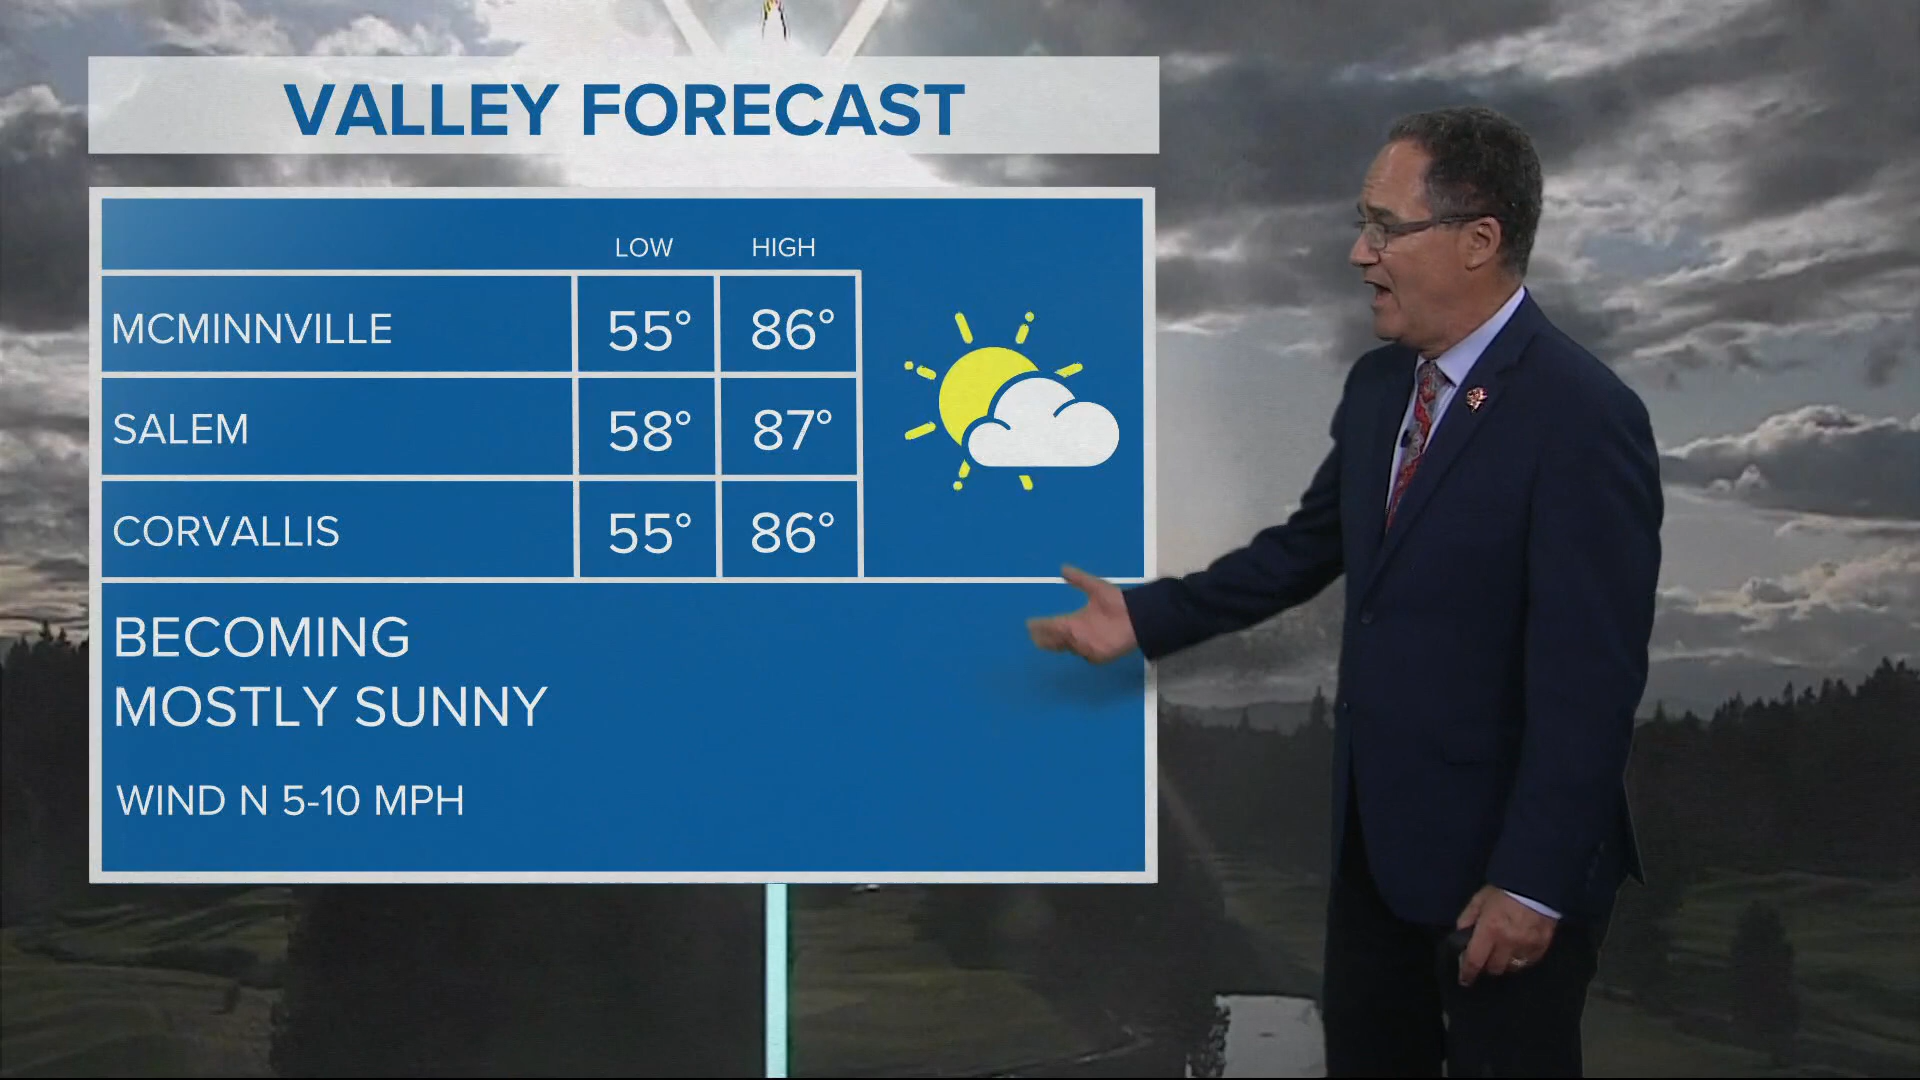 VALLEY FORECAST
LOW HIGH
MCMINNVILLE 55° 86°
SALEM 58° 87°
CORVALLIS 55° 86°
BECOMING
MOSTLY SUNNY
WIND N 5-10 MPH